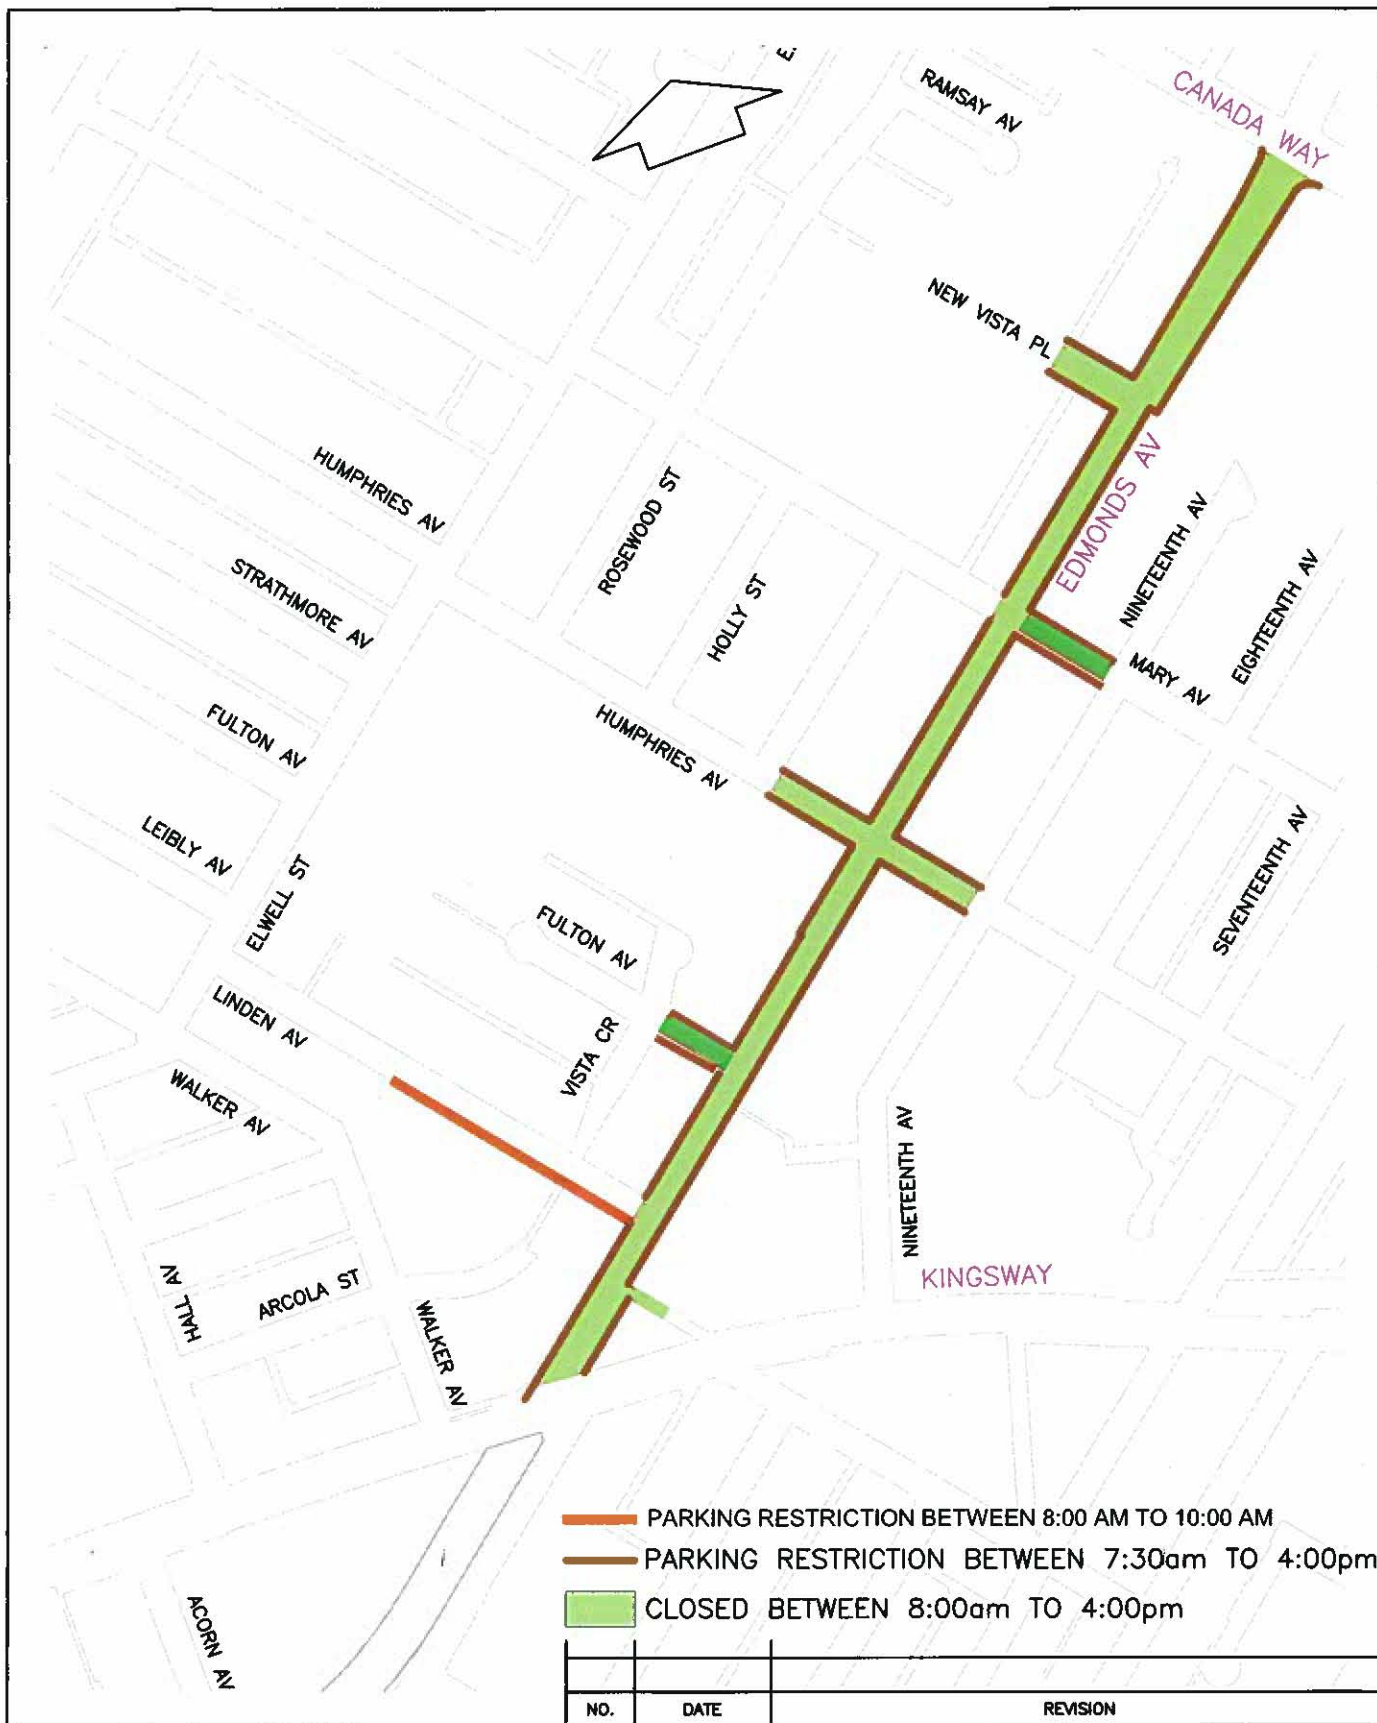 E.
RAMSAY AV
CANADA WAY
NEW VISTA PL
HUMPHRIES AV
ROSEWOOD ST
EDMONDS AV
NINETEENTH AV
STRATHMORE AV
HOLLY ST
EIGHTEENTH AV
MARY AV
FULTON AV
HUMPHRIES AV
LEIBLY AV
SEVENTEENTH AV
ELWELL ST
FULTON AV
LINDEN AV
VISTA CR
WALKER AV
NINETEENTH AV
KINGSWAY
HALL AV
ARCOLA ST
WALKER AV
PARKING RESTRICTION BETWEEN 8:00 AM TO 10:00 AM
PARKING RESTRICTION BETWEEN 7:30am TO 4:00pm
CLOSED BETWEEN 8:00am TO 4:00pm
ACORN AV
NO. DATE REVISION